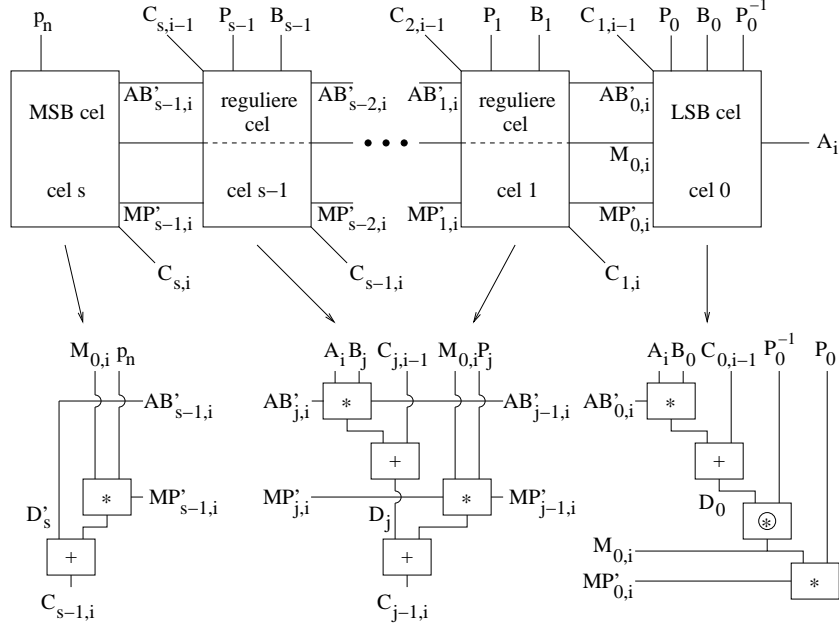 p_n C_{s,i−1} P_{s−1} B_{s−1} C_{2,i−1} P_1 B_1 C_{1,i−1} P_0 B_0 P_0^{−1}
MSB cel AB'_{s−1,i} reguliere cel AB'_{s−2,i} AB'_{1,i} reguliere cel AB'_{0,i} LSB cel
A_i
M_{0,i}
cel s cel s−1 cel 1 cel 0
MP'_{s−1,i} MP'_{s−2,i} MP'_{1,i} MP'_{0,i}
C_{s,i} C_{s−1,i} C_{1,i}
M_{0,i} p_n
AB'_{s−1,i}
* MP'_{s−1,i}
D'_s
+
C_{s−1,i}
A_i B_j C_{j,i−1} M_{0,i} P_j
AB'_{j,i} * AB'_{j−1,i}
+
MP'_{j,i} * MP'_{j−1,i}
D_j
+
C_{j−1,i}
A_i B_0 C_{0,i−1} P_0^{−1} P_0
AB'_{0,i} *
+
D_0
⊛
M_{0,i}
MP'_{0,i} *